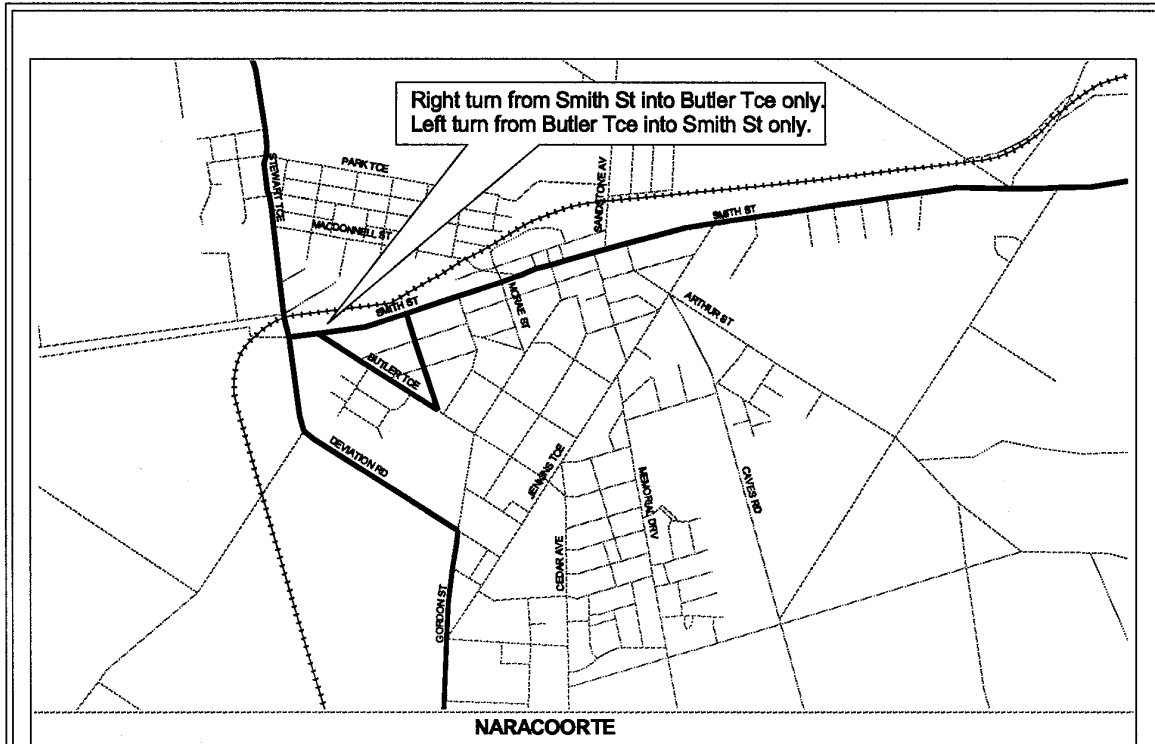 Right turn from Smith St into Butler Tce only.
Left turn from Butler Tce into Smith St only.
STEWART TCE
PARK TCE
MACDONNELL ST
SANDSTONE AV
SMITH ST
SMITH ST
MCRAE ST
ARTHUR ST
BUTLER TCE
DEVIATION RD
JENKINS TCE
MEMORIAL DRV
CAVES RD
CEDAR AVE
GORDON ST
NARACOORTE